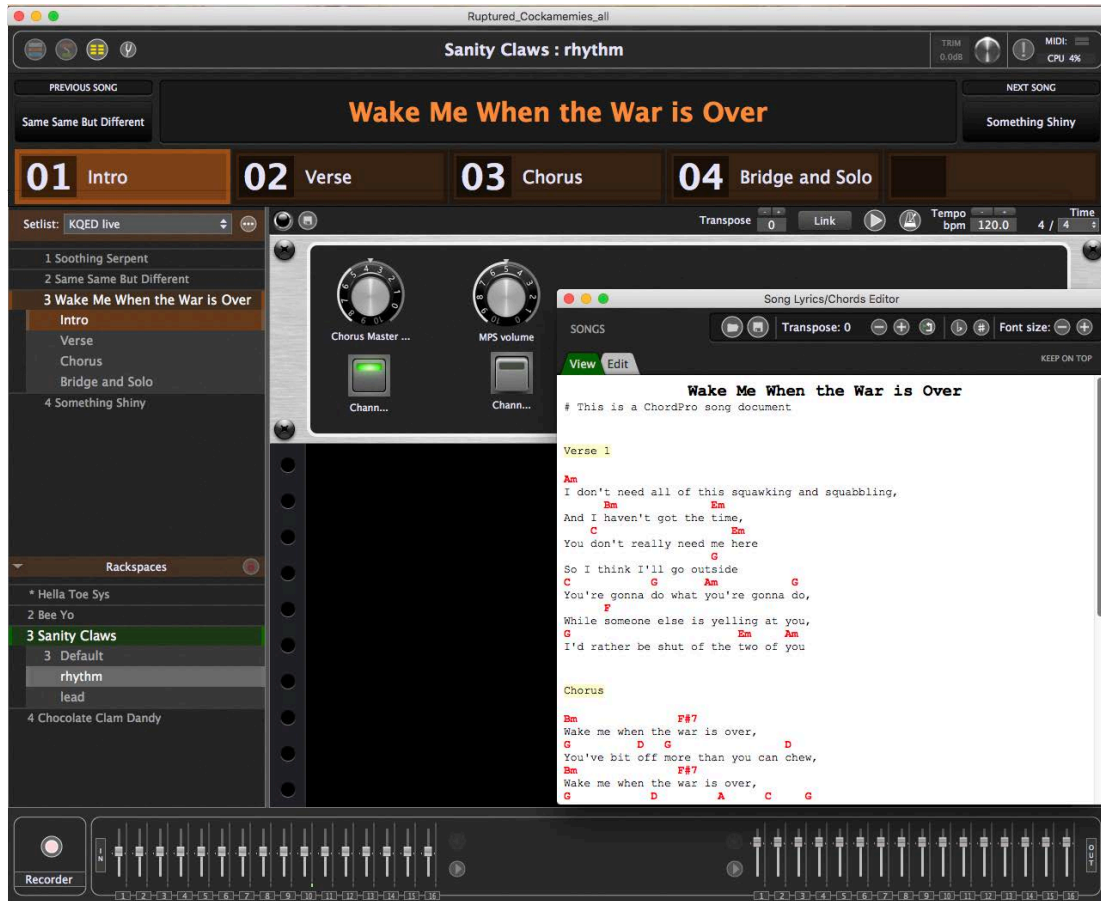 Ruptured_Cockamemies_all
Sanity Claws : rhythm
TRIM
0.0dB
MIDI:
CPU 4%
PREVIOUS SONG
Same Same But Different
Wake Me When the War is Over
NEXT SONG
Something Shiny
01 Intro
02 Verse
03 Chorus
04 Bridge and Solo
Setlist: KQED live
1 Soothing Serpent
2 Same Same But Different
3 Wake Me When the War is Over
Intro
Verse
Chorus
Bridge and Solo
4 Something Shiny
Rackspaces
* Hella Toe Sys
2 Bee Yo
3 Sanity Claws
3 Default
rhythm
lead
4 Chocolate Clam Dandy
Transpose 0
Link
Tempo
bpm 120.0
Time
4 / 4
Chorus Master ...
MPS volume
Chann...
Chann...
Song Lyrics/Chords Editor
SONGS
Transpose: 0
Font size:
View Edit
KEEP ON TOP
Wake Me When the War is Over
# This is a ChordPro song document
Verse 1
Am
I don't need all of this squawking and squabbling,
Bm Em
And I haven't got the time,
C Em
You don't really need me here
G
So I think I'll go outside
C G Am G
You're gonna do what you're gonna do,
F
While someone else is yelling at you,
G Em Am
I'd rather be shut of the two of you
Chorus
Bm F#7
Wake me when the war is over,
G D G D
You've bit off more than you can chew,
Bm F#7
Wake me when the war is over,
G D A C G
Recorder
IN
1 2 3 4 5 6 7 8 9 10 11 12 13 14 15 16
1 2 3 4 5 6 7 8 9 10 11 12 13 14 15 16
OUT